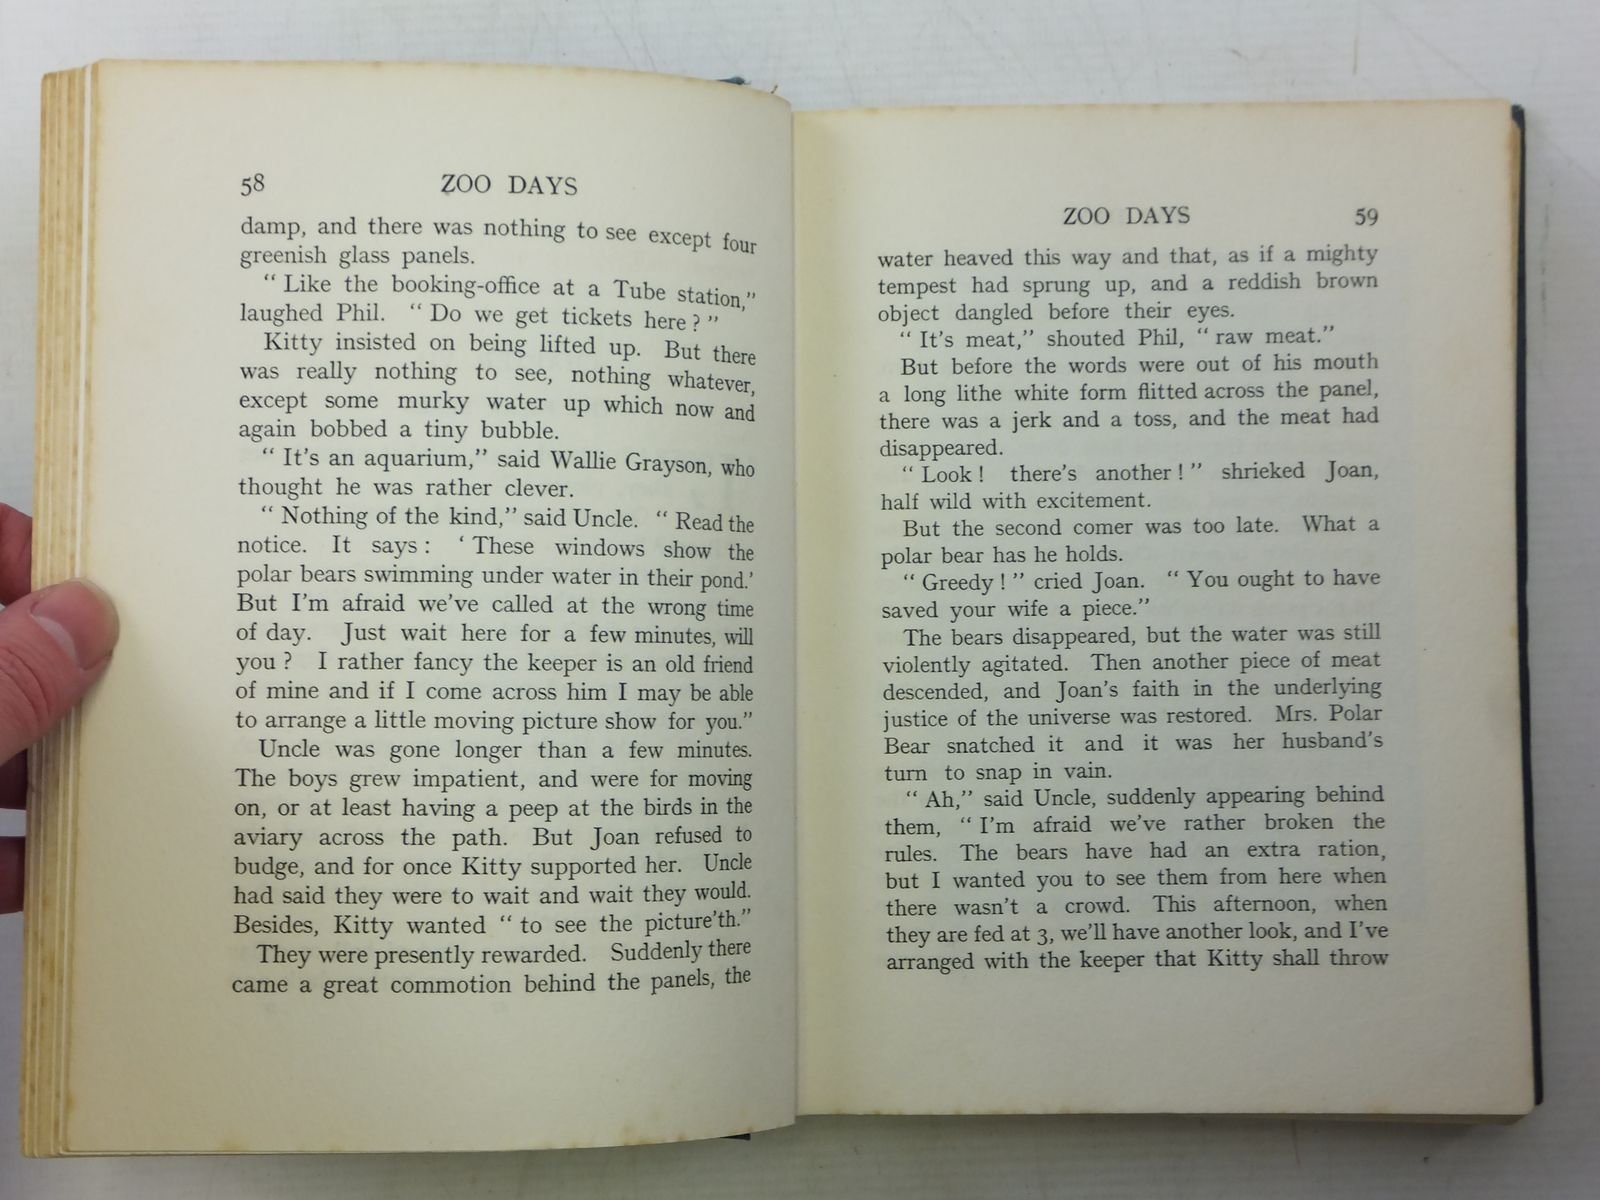 58 ZOO DAYS
damp, and there was nothing to see except four
greenish glass panels.
“ Like the booking-office at a Tube station,”
laughed Phil. “ Do we get tickets here ? ”
Kitty insisted on being lifted up. But there
was really nothing to see, nothing whatever,
except some murky water up which now and
again bobbed a tiny bubble.
“ It's an aquarium,” said Wallie Grayson, who
thought he was rather clever.
“ Nothing of the kind,” said Uncle. “ Read the
notice. It says : ‘ These windows show the
polar bears swimming under water in their pond.’
But I'm afraid we've called at the wrong time
of day. Just wait here for a few minutes, will
you ? I rather fancy the keeper is an old friend
of mine and if I come across him I may be able
to arrange a little moving picture show for you.”
Uncle was gone longer than a few minutes.
The boys grew impatient, and were for moving
on, or at least having a peep at the birds in the
aviary across the path. But Joan refused to
budge, and for once Kitty supported her. Uncle
had said they were to wait and wait they would.
Besides, Kitty wanted “ to see the picture'th.”
They were presently rewarded. Suddenly there
came a great commotion behind the panels, the
ZOO DAYS 59
water heaved this way and that, as if a mighty
tempest had sprung up, and a reddish brown
object dangled before their eyes.
“ It's meat,” shouted Phil, “ raw meat.”
But before the words were out of his mouth
a long lithe white form flitted across the panel,
there was a jerk and a toss, and the meat had
disappeared.
“ Look ! there's another ! ” shrieked Joan,
half wild with excitement.
But the second comer was too late. What a
polar bear has he holds.
“ Greedy ! ” cried Joan. “ You ought to have
saved your wife a piece.”
The bears disappeared, but the water was still
violently agitated. Then another piece of meat
descended, and Joan's faith in the underlying
justice of the universe was restored. Mrs. Polar
Bear snatched it and it was her husband's
turn to snap in vain.
“ Ah,” said Uncle, suddenly appearing behind
them, “ I'm afraid we've rather broken the
rules. The bears have had an extra ration,
but I wanted you to see them from here when
there wasn't a crowd. This afternoon, when
they are fed at 3, we'll have another look, and I've
arranged with the keeper that Kitty shall throw